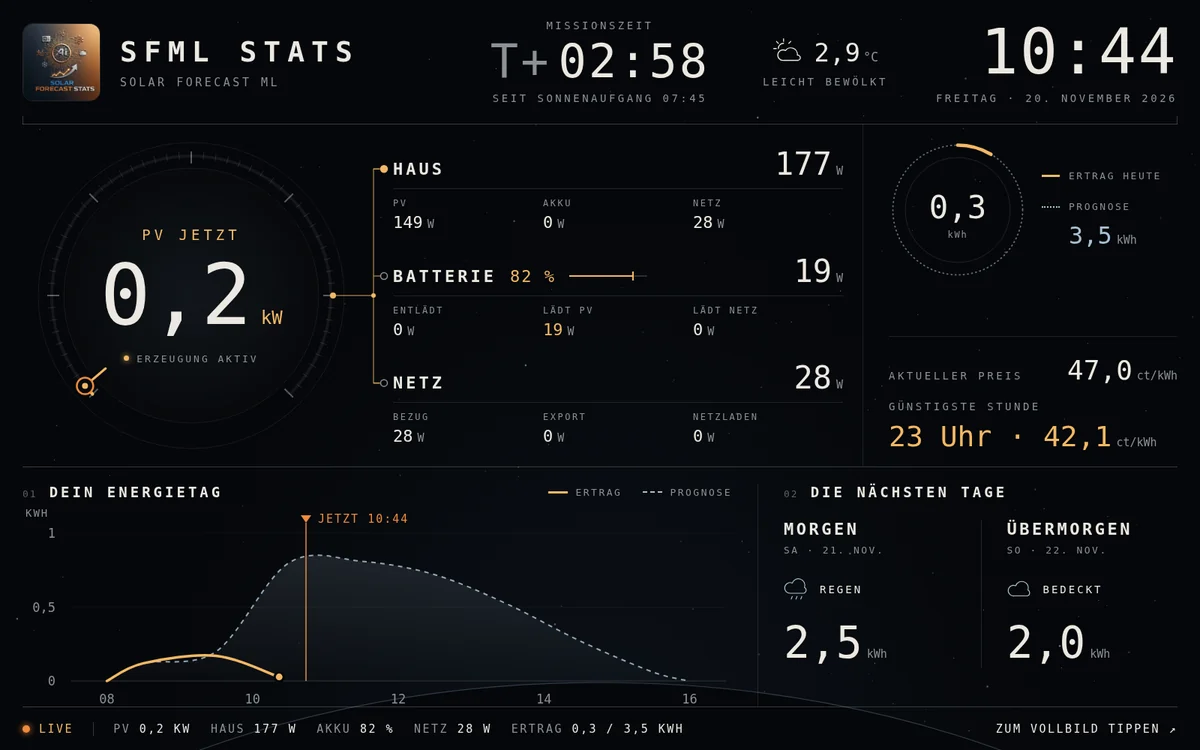 AI
SOLAR
FORECAST STATS
SFML STATS
SOLAR FORECAST ML
MISSIONSZEIT
T+02:58
SEIT SONNENAUFGANG 07:45
2,9 °C
LEICHT BEWÖLKT
10:44
FREITAG · 20. NOVEMBER 2026
PV JETZT
0,2 kW
ERZEUGUNG AKTIV
HAUS 177 W
PV AKKU NETZ
149 W 0 W 28 W
BATTERIE 82 % 19 W
ENTLÄDT LÄDT PV LÄDT NETZ
0 W 19 W 0 W
NETZ 28 W
BEZUG EXPORT NETZLADEN
28 W 0 W 0 W
0,3
kWh
ERTRAG HEUTE
PROGNOSE
3,5 kWh
AKTUELLER PREIS 47,0 ct/kWh
GÜNSTIGSTE STUNDE
23 Uhr · 42,1 ct/kWh
01 DEIN ENERGIETAG
ERTRAG PROGNOSE
KWH
JETZT 10:44
1
0,5
0
08 10 12 14 16
02 DIE NÄCHSTEN TAGE
MORGEN
SA · 21. NOV.
REGEN
2,5 kWh
ÜBERMORGEN
SO · 22. NOV.
BEDECKT
2,0 kWh
LIVE PV 0,2 KW HAUS 177 W AKKU 82 % NETZ 28 W ERTRAG 0,3 / 3,5 KWH
ZUM VOLLBILD TIPPEN ↗